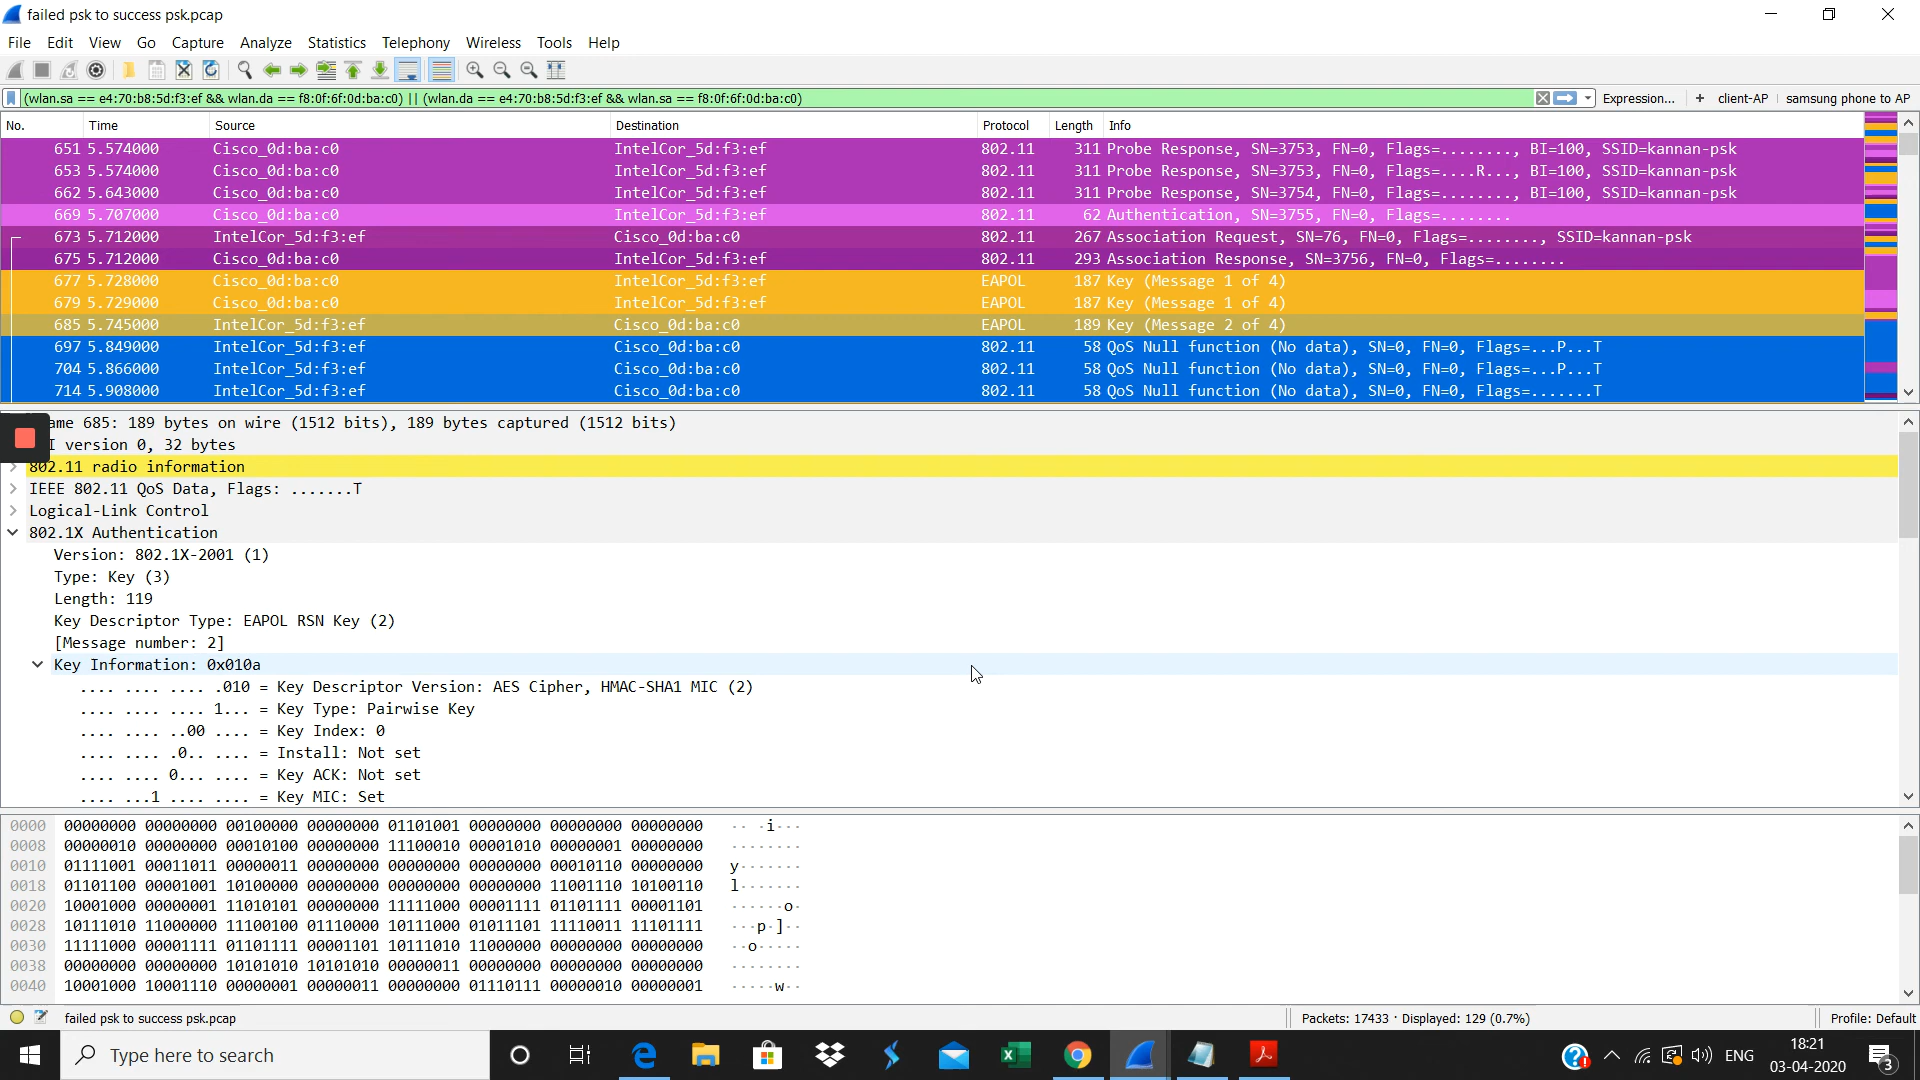 failed psk to success psk.pcap
File Edit View Go Capture Analyze Statistics Telephony Wireless Tools Help
(wlan.sa == e4:70:b8:5d:f3:ef && wlan.da == f8:0f:6f:0d:ba:c0) || (wlan.da == e4:70:b8:5d:f3:ef && wlan.sa == f8:0f:6f:0d:ba:c0) Expression... + client-AP samsung phone to AP
No. Time Source Destination Protocol Length Info
651 5.574000 Cisco_0d:ba:c0 IntelCor_5d:f3:ef 802.11 311 Probe Response, SN=3753, FN=0, Flags=........, BI=100, SSID=kannan-psk
653 5.574000 Cisco_0d:ba:c0 IntelCor_5d:f3:ef 802.11 311 Probe Response, SN=3753, FN=0, Flags=....R..., BI=100, SSID=kannan-psk
662 5.643000 Cisco_0d:ba:c0 IntelCor_5d:f3:ef 802.11 311 Probe Response, SN=3754, FN=0, Flags=........, BI=100, SSID=kannan-psk
669 5.707000 Cisco_0d:ba:c0 IntelCor_5d:f3:ef 802.11 62 Authentication, SN=3755, FN=0, Flags=........
673 5.712000 IntelCor_5d:f3:ef Cisco_0d:ba:c0 802.11 267 Association Request, SN=76, FN=0, Flags=........, SSID=kannan-psk
675 5.712000 Cisco_0d:ba:c0 IntelCor_5d:f3:ef 802.11 293 Association Response, SN=3756, FN=0, Flags=........
677 5.728000 Cisco_0d:ba:c0 IntelCor_5d:f3:ef EAPOL 187 Key (Message 1 of 4)
679 5.729000 Cisco_0d:ba:c0 IntelCor_5d:f3:ef EAPOL 187 Key (Message 1 of 4)
685 5.745000 IntelCor_5d:f3:ef Cisco_0d:ba:c0 EAPOL 189 Key (Message 2 of 4)
697 5.849000 IntelCor_5d:f3:ef Cisco_0d:ba:c0 802.11 58 QoS Null function (No data), SN=0, FN=0, Flags=...P...T
704 5.866000 IntelCor_5d:f3:ef Cisco_0d:ba:c0 802.11 58 QoS Null function (No data), SN=0, FN=0, Flags=...P...T
714 5.908000 IntelCor_5d:f3:ef Cisco_0d:ba:c0 802.11 58 QoS Null function (No data), SN=0, FN=0, Flags=.......T
ame 685: 189 bytes on wire (1512 bits), 189 bytes captured (1512 bits)
I version 0, 32 bytes
802.11 radio information
IEEE 802.11 QoS Data, Flags: .......T
Logical-Link Control
802.1X Authentication
Version: 802.1X-2001 (1)
Type: Key (3)
Length: 119
Key Descriptor Type: EAPOL RSN Key (2)
[Message number: 2]
Key Information: 0x010a
.... .... .... .010 = Key Descriptor Version: AES Cipher, HMAC-SHA1 MIC (2)
.... .... .... 1... = Key Type: Pairwise Key
.... .... ..00 .... = Key Index: 0
.... .... .0.. .... = Install: Not set
.... .... 0... .... = Key ACK: Not set
.... ...1 .... .... = Key MIC: Set
0000 00000000 00000000 00100000 00000000 01101001 00000000 00000000 00000000 ·· ·i···
0008 00000010 00000000 00010100 00000000 11100010 00001010 00000001 00000000 ········
0010 01111001 00011011 00000011 00000000 00000000 00000000 00010110 00000000 y·······
0018 01101100 00001001 10100000 00000000 00000000 00000000 11001110 10100110 l·······
0020 10001000 00000001 11010101 00000000 11111000 00001111 01101111 00001101 ······o·
0028 10111010 11000000 11100100 01110000 10111000 01011101 11110011 11101111 ···p·]··
0030 11111000 00001111 01101111 00001101 10111010 11000000 00000000 00000000 ··o·····
0038 00000000 00000000 10101010 10101010 00000011 00000000 00000000 00000000 ········
0040 10001000 10001110 00000001 00000011 00000000 01110111 00000010 00000001 ·····w··
failed psk to success psk.pcap Packets: 17433 · Displayed: 129 (0.7%) Profile: Default
Type here to search ENG 18:21
03-04-2020 3